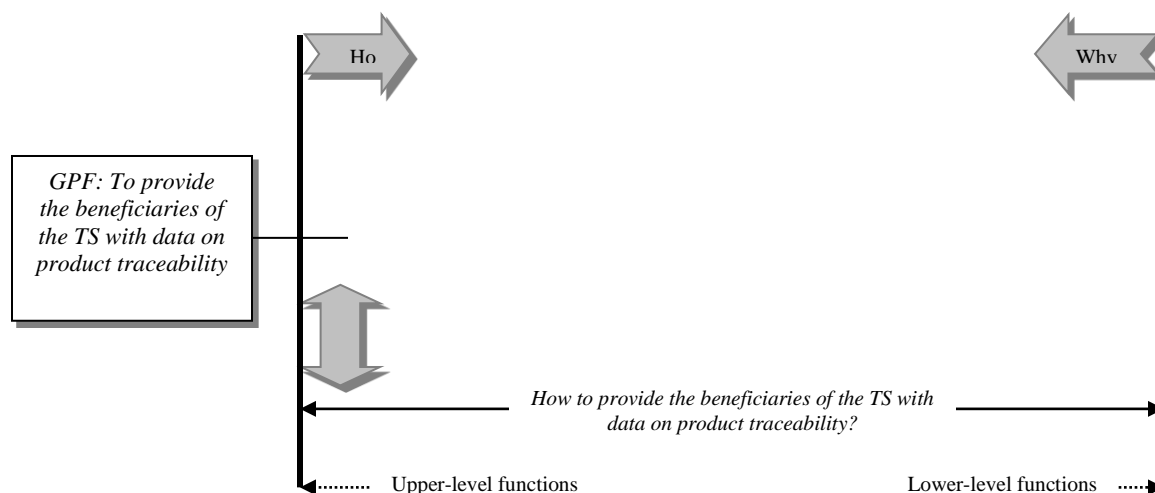 Ho
Why
GPF: To provide
the beneficiaries of
the TS with data on
product traceability
How to provide the beneficiaries of the TS with
data on product traceability?
Upper-level functions
Lower-level functions